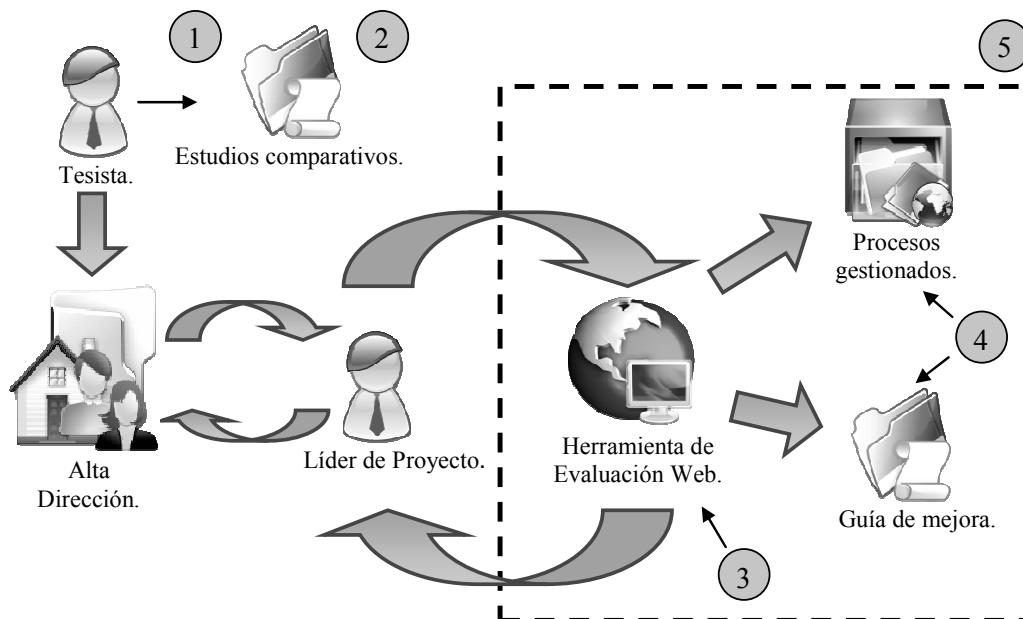 1
2
5
Tesista.
Estudios comparativos.
Procesos
gestionados.
4
Alta
Dirección.
Líder de Proyecto.
Herramienta de
Evaluación Web.
Guía de mejora.
3